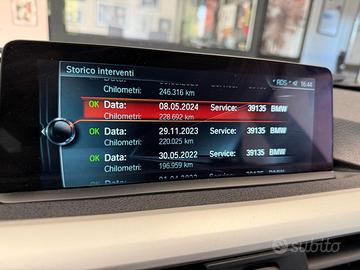 Storico interventi
ADS
16:44
Chilometri: 246.316 km
OK Data: 08.05.2024 Service: 39135 BMW
Chilometri: 228.692 km
OK Data: 29.11.2023 Service: 39135 BMW
Chilometri: 220.025 km
OK Data: 30.05.2022 Service: 39135 BMW
Chilometri: 196.959 km
subito